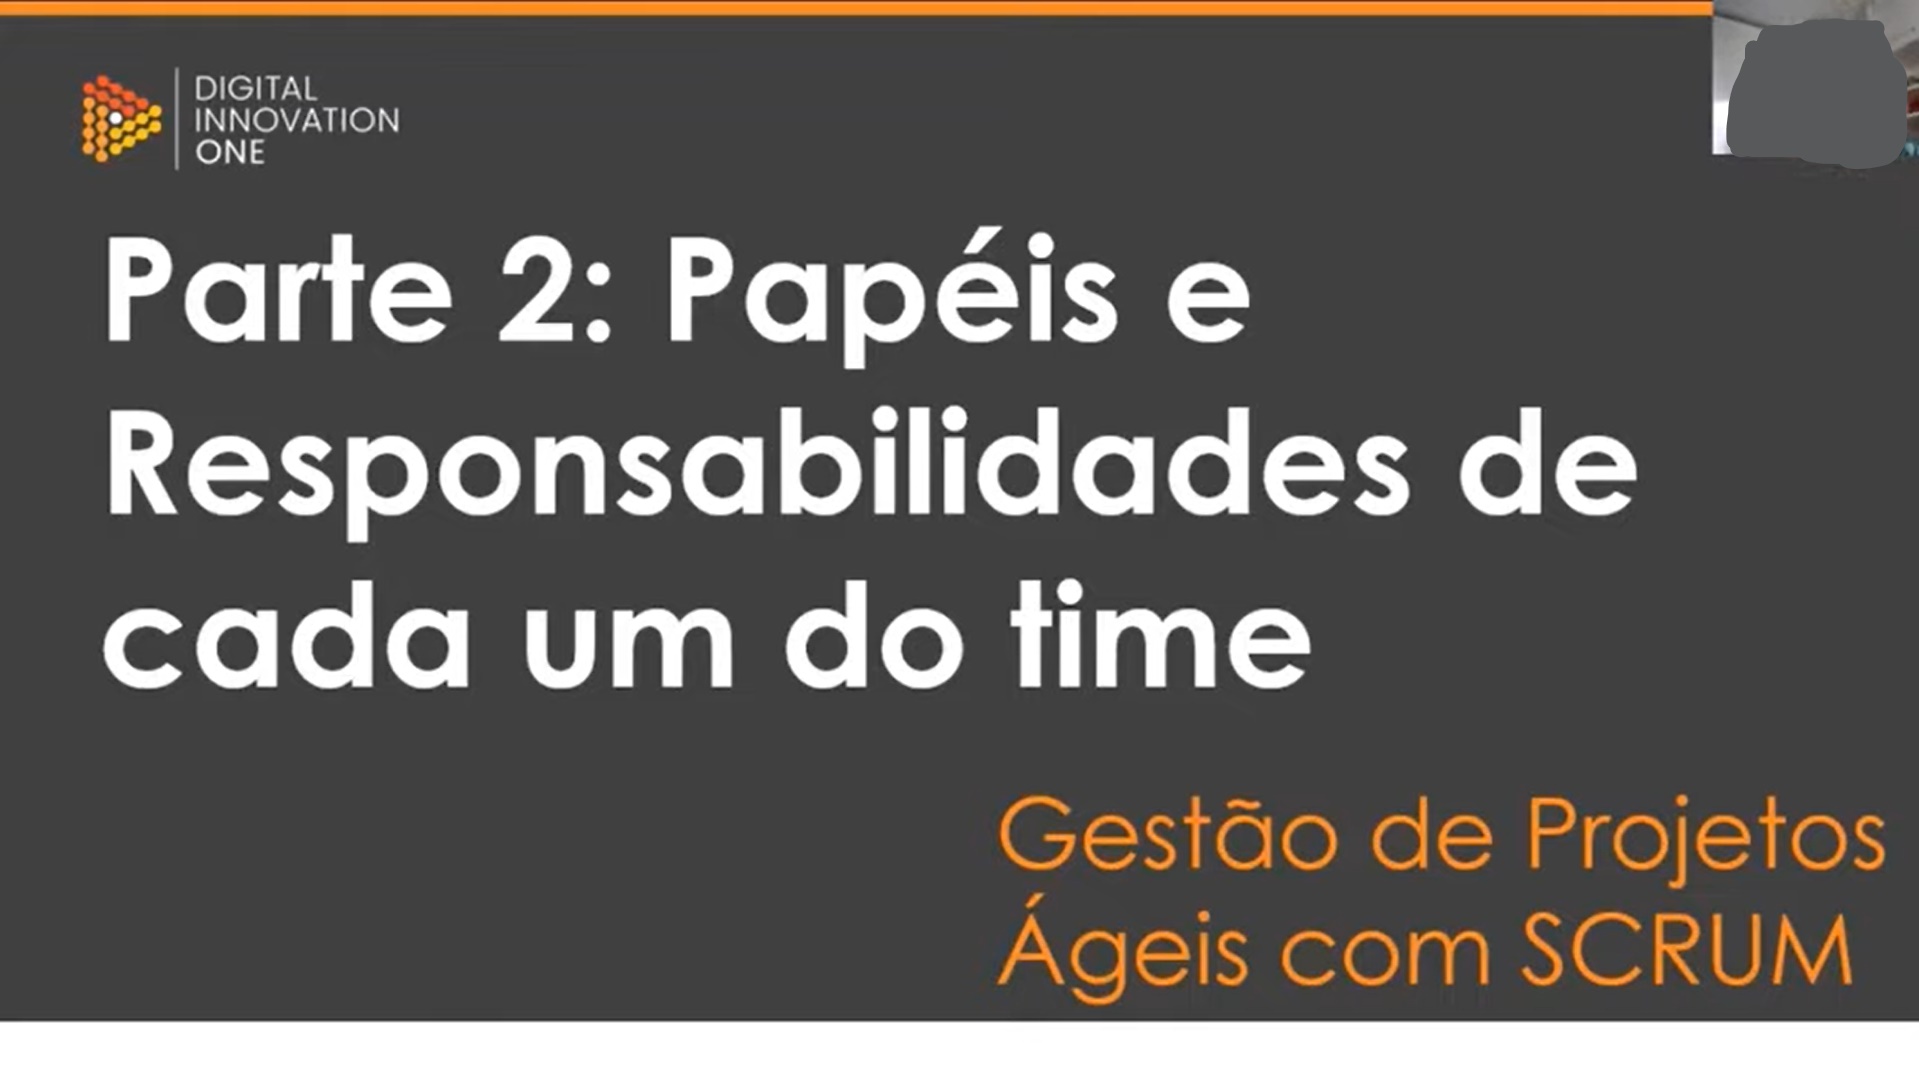 DIGITAL
INNOVATION
ONE
Parte 2: Papéis e
Responsabilidades de
cada um do time
Gestão de Projetos
Ágeis com SCRUM